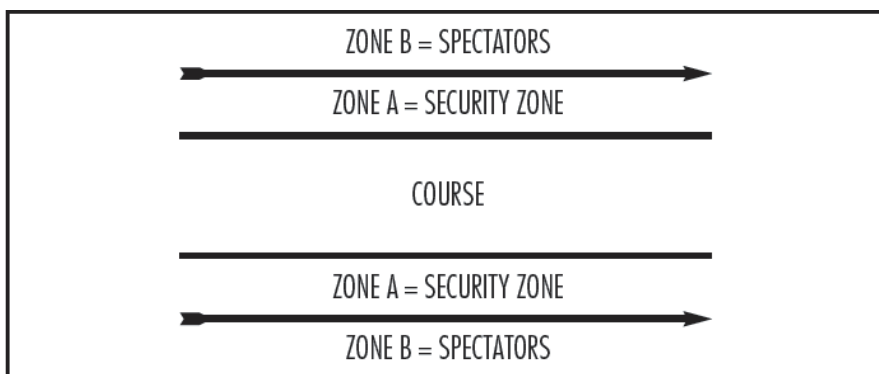 ZONE B = SPECTATORS
ZONE A = SECURITY ZONE
COURSE
ZONE A = SECURITY ZONE
ZONE B = SPECTATORS